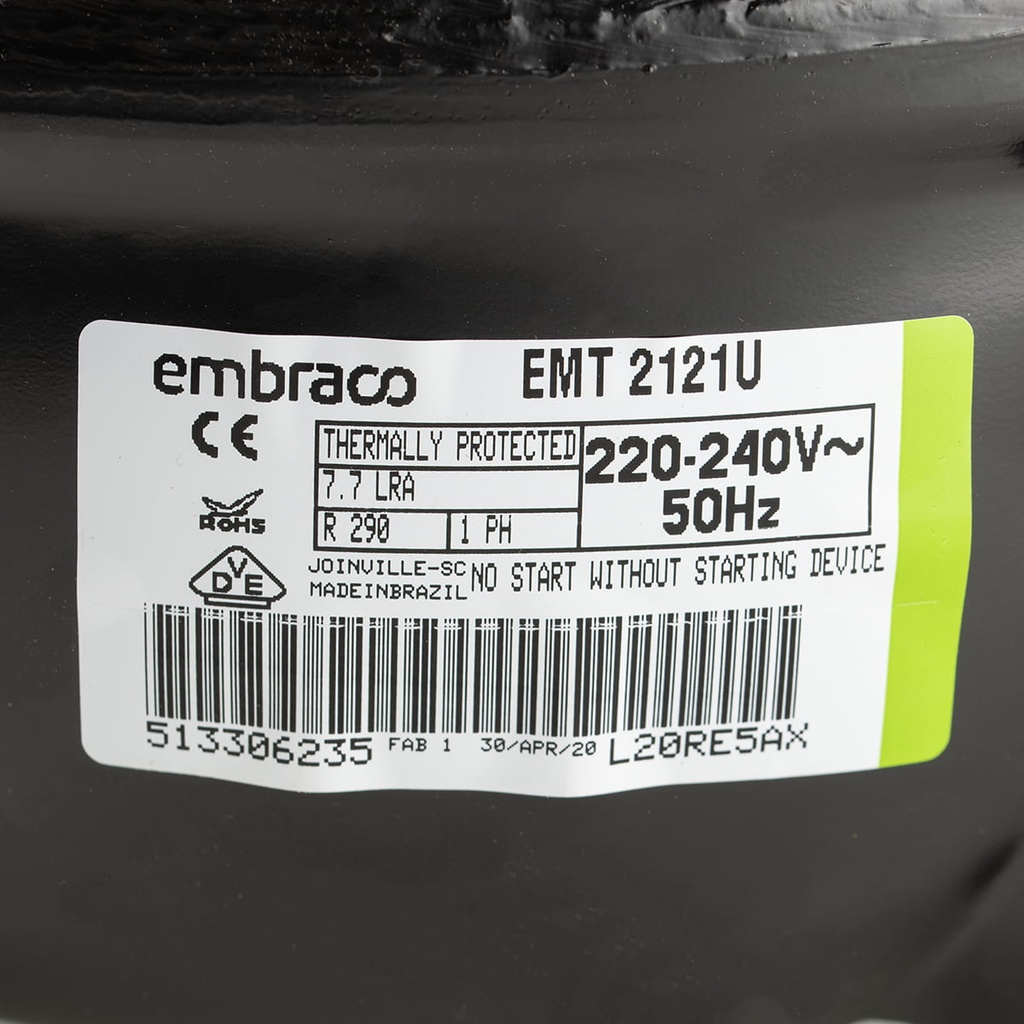 embraco EMT 2121U
CE
THERMALLY PROTECTED
7.7 LRA
R 290 1 PH
220-240V~
50Hz
ROHS
VDE
JOINVILLE-SC
MADEINBRAZIL
NO START WITHOUT STARTING DEVICE
513306235 FAB 1 30/APR/20 L20RE5AX